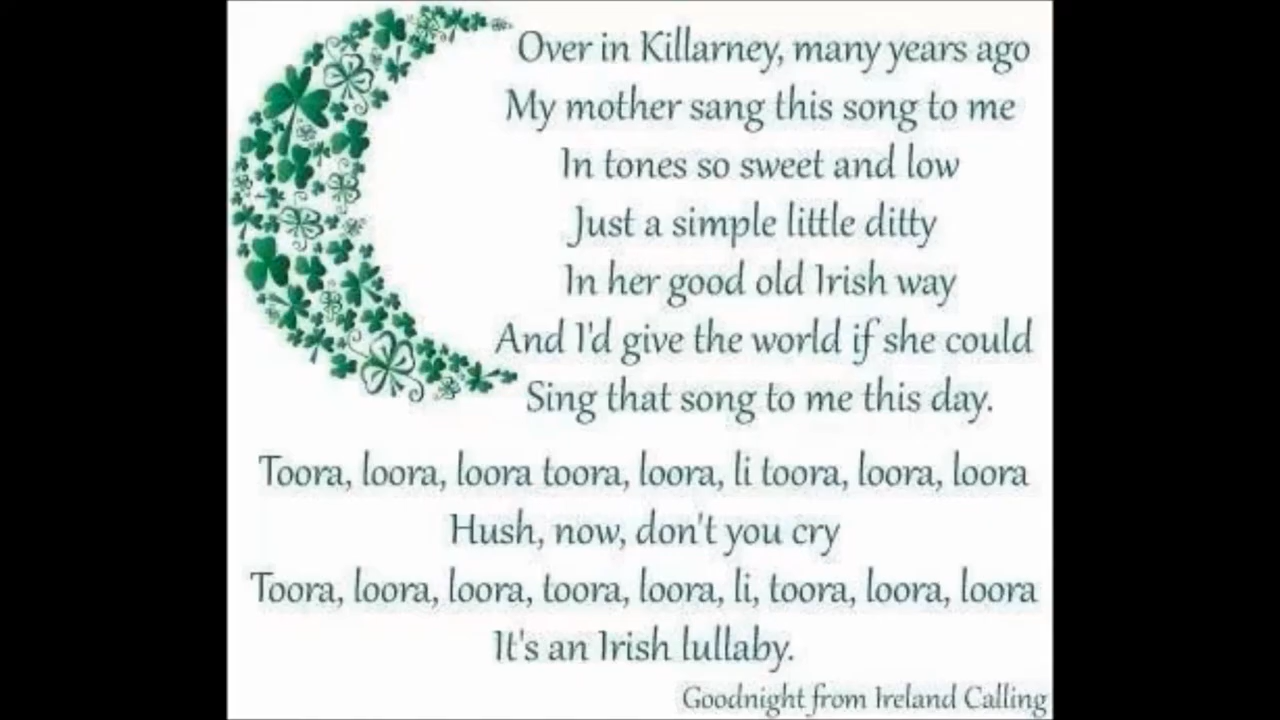 Over in Killarney, many years ago
My mother sang this song to me
In tones so sweet and low
Just a simple little ditty
In her good old Irish way
And I'd give the world if she could
Sing that song to me this day.
Toora, loora, loora toora, loora, li toora, loora, loora
Hush, now, don't you cry
Toora, loora, loora, toora, loora, li, toora, loora, loora
It's an Irish lullaby.
Goodnight from Ireland Calling